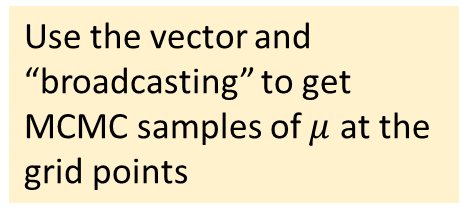 Use the vector and
“broadcasting” to get
MCMC samples of 𝜇 at the
grid points